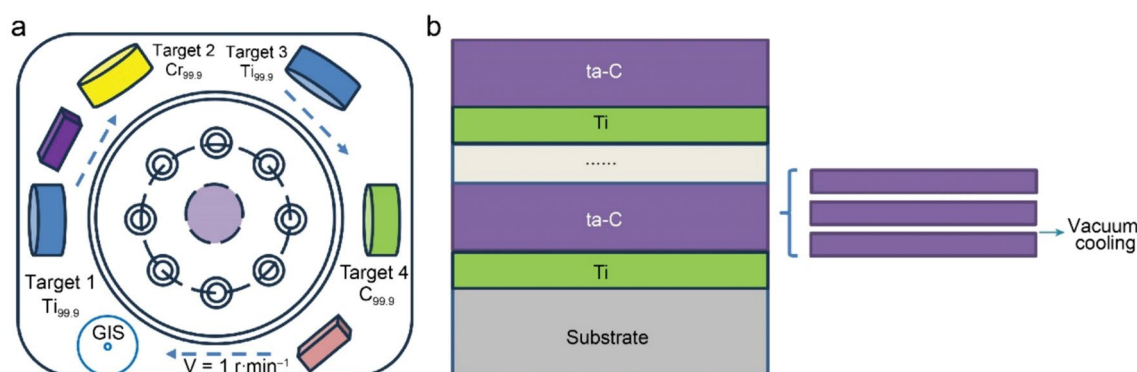 a
Target 2
Cr99.9
Target 3
Ti99.9
Target 1
Ti99.9
Target 4
C99.9
GIS
V = 1 r·min⁻¹
b
ta-C
Ti
......
ta-C
Ti
Substrate
Vacuum
cooling